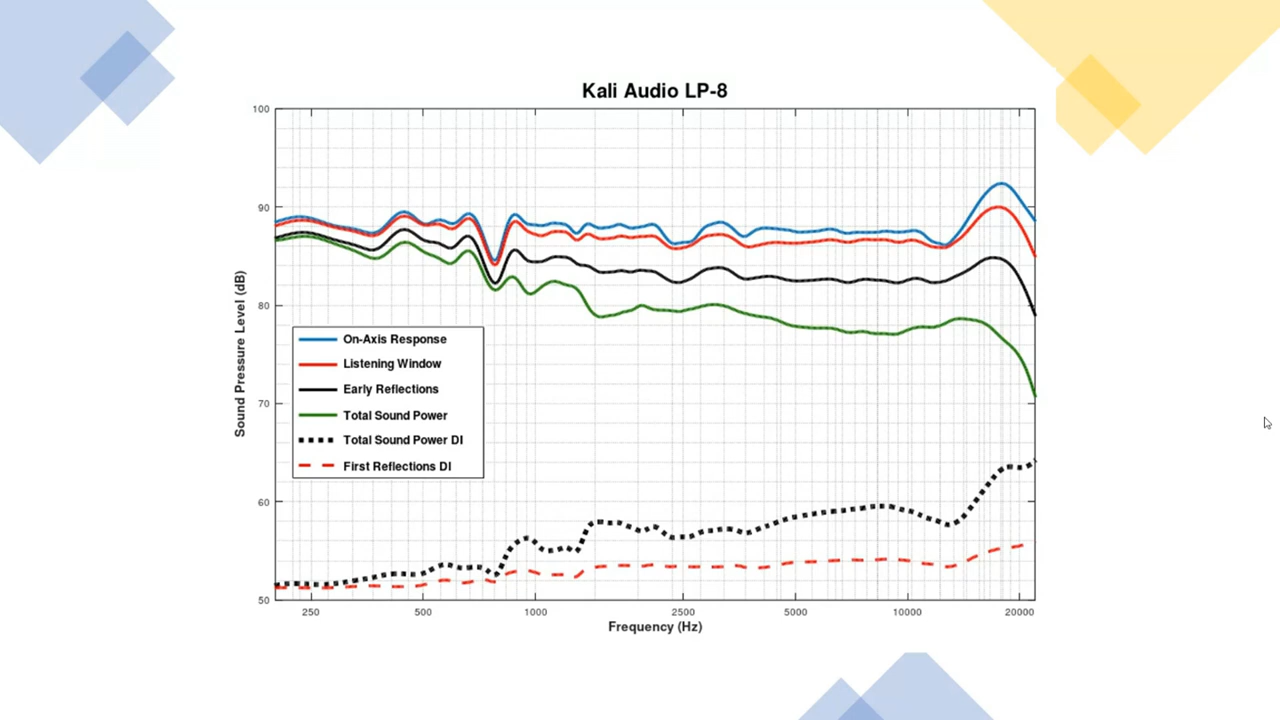 Kali Audio LP-8
100
90
80
70
60
50
Sound Pressure Level (dB)
On-Axis Response
Listening Window
Early Reflections
Total Sound Power
Total Sound Power DI
First Reflections DI
250 500 1000 2500 5000 10000 20000
Frequency (Hz)